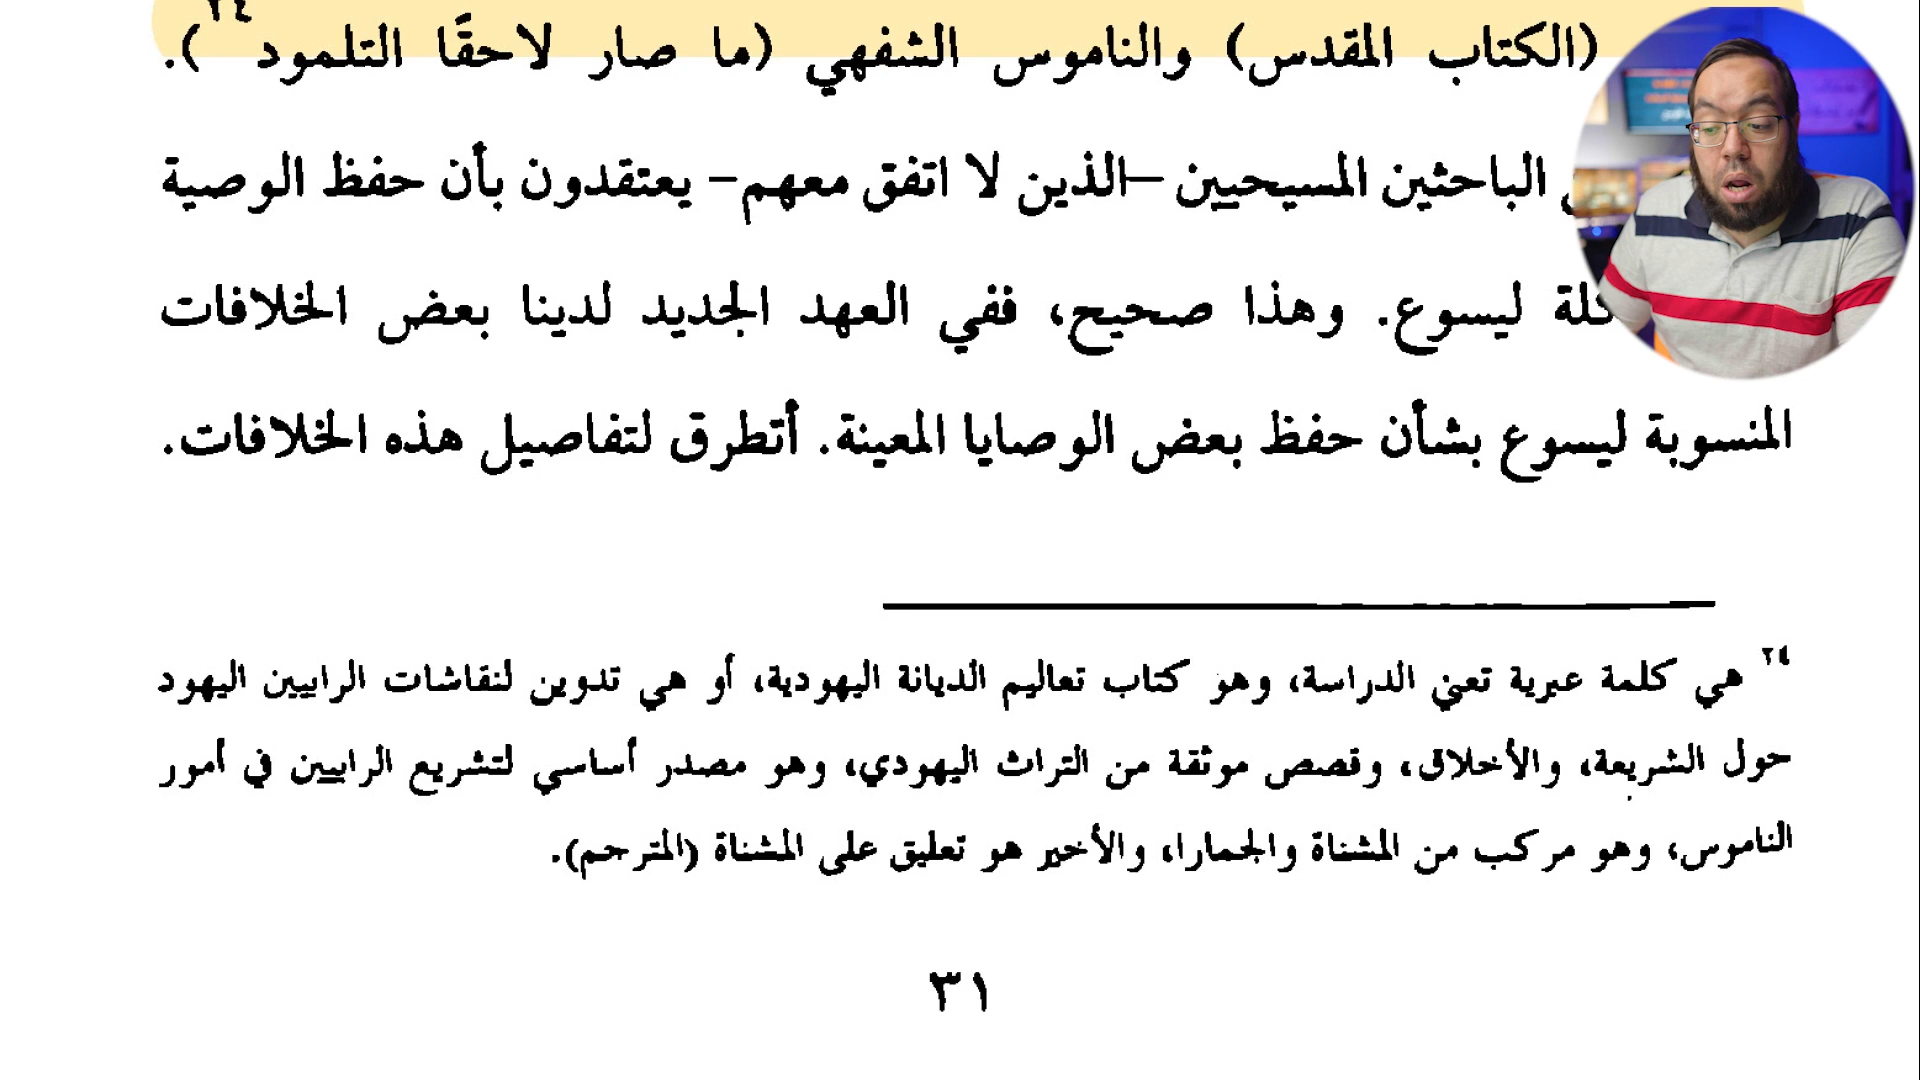 (الكتاب المقدس) والناموس الشفهي (ما صار لاحقًا التلمود٢٤).
الباحثين المسيحيين –الذين لا اتفق معهم– يعتقدون بأن حفظ الوصية
ليسوع. وهذا صحيح، ففي العهد الجديد لدينا بعض الخلافات
المنسوبة ليسوع بشأن حفظ بعض الوصايا المعينة. أتطرق لتفاصيل هذه الخلافات.
٢٤ هي كلمة عبرية تعني الدراسة، وهو كتاب تعاليم الديانة اليهودية، أو هي تدوين لنقاشات الرابيين اليهود
حول الشريعة، والأخلاق، وقصص موثقة من التراث اليهودي، وهو مصدر أساسي لتشريع الرابيين في أمور
الناموس، وهو مركب من المشناة والجمارا، والأخير هو تعليق على المشناة (المترجم).
٣١